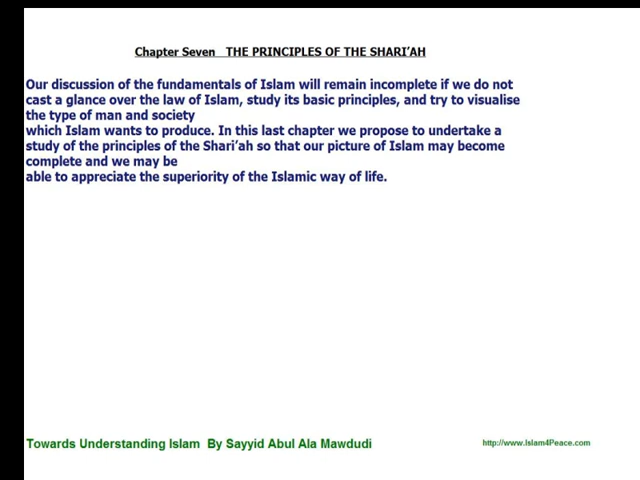 Chapter Seven   THE PRINCIPLES OF THE SHARI’AH
Our discussion of the fundamentals of Islam will remain incomplete if we do not
cast a glance over the law of Islam, study its basic principles, and try to visualise
the type of man and society
which Islam wants to produce. In this last chapter we propose to undertake a
study of the principles of the Shari’ah so that our picture of Islam may become
complete and we may be
able to appreciate the superiority of the Islamic way of life.
Towards Understanding Islam  By Sayyid Abul Ala Mawdudi
http://www.Islam4Peace.com